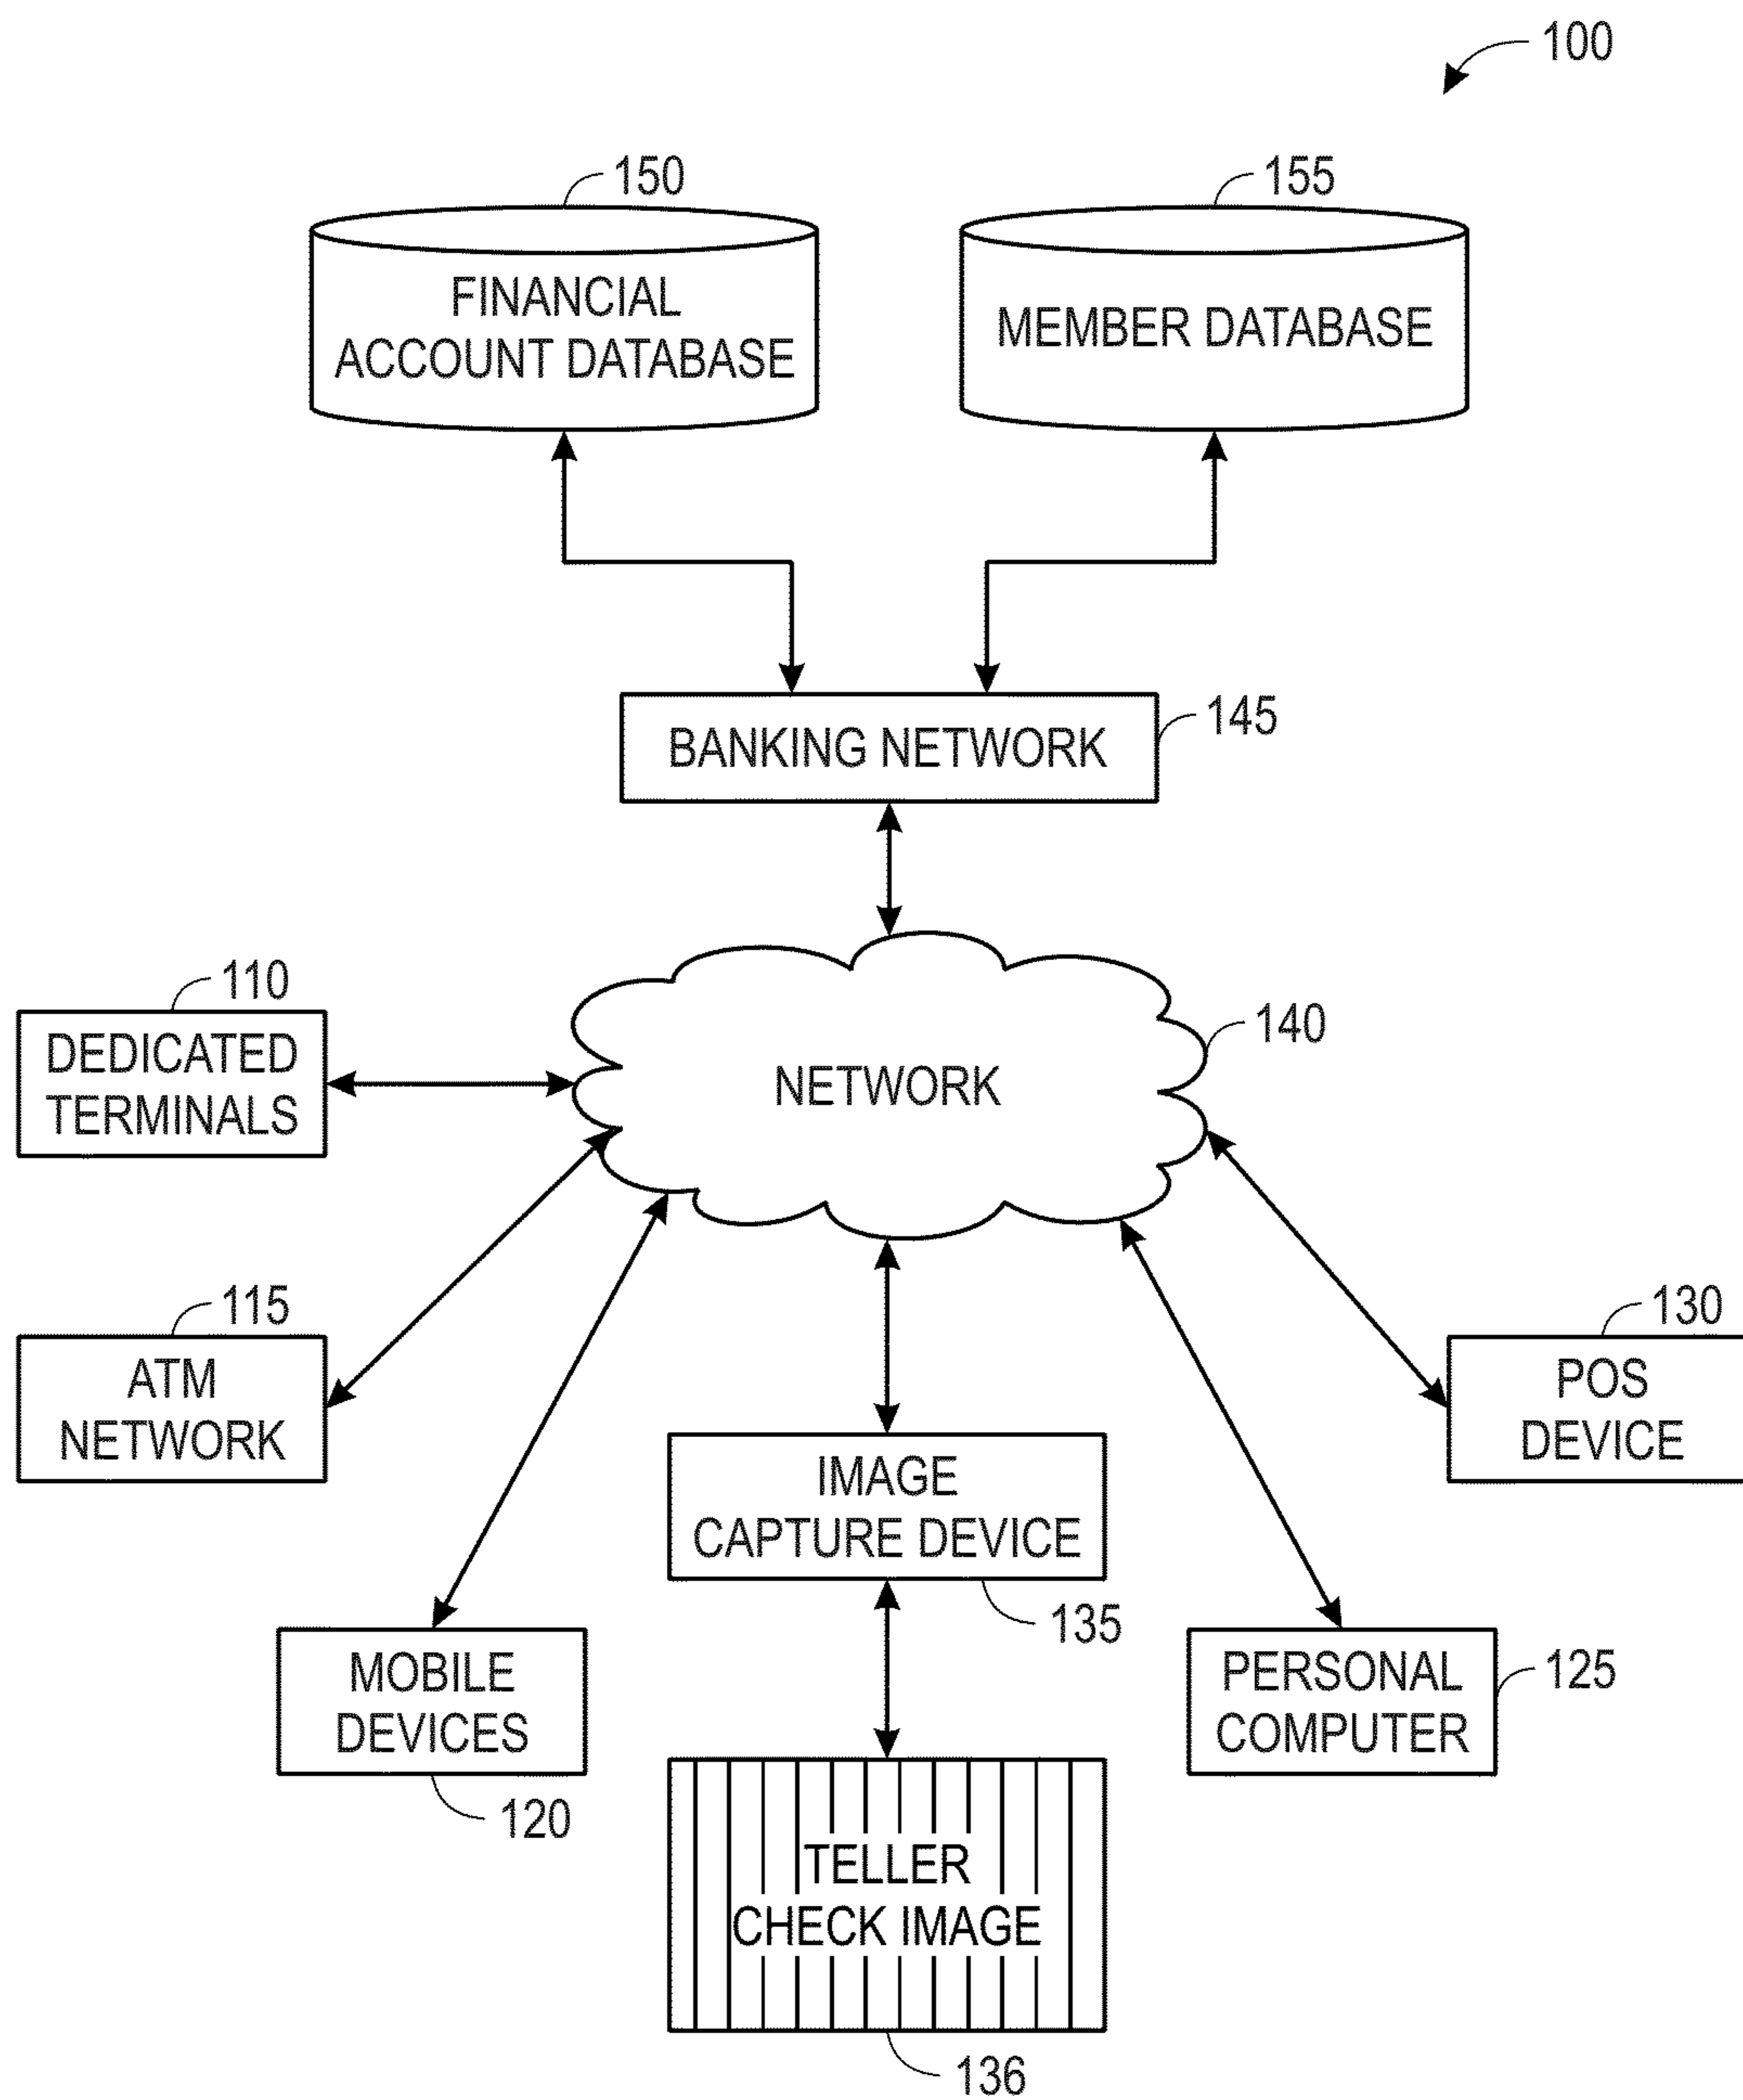 100
150
155
FINANCIAL
ACCOUNT DATABASE
MEMBER DATABASE
BANKING NETWORK
145
110
DEDICATED
TERMINALS
NETWORK
140
115
ATM
NETWORK
130
POS
DEVICE
IMAGE
CAPTURE DEVICE
135
MOBILE
DEVICES
120
PERSONAL
COMPUTER
125
TELLER
CHECK IMAGE
136